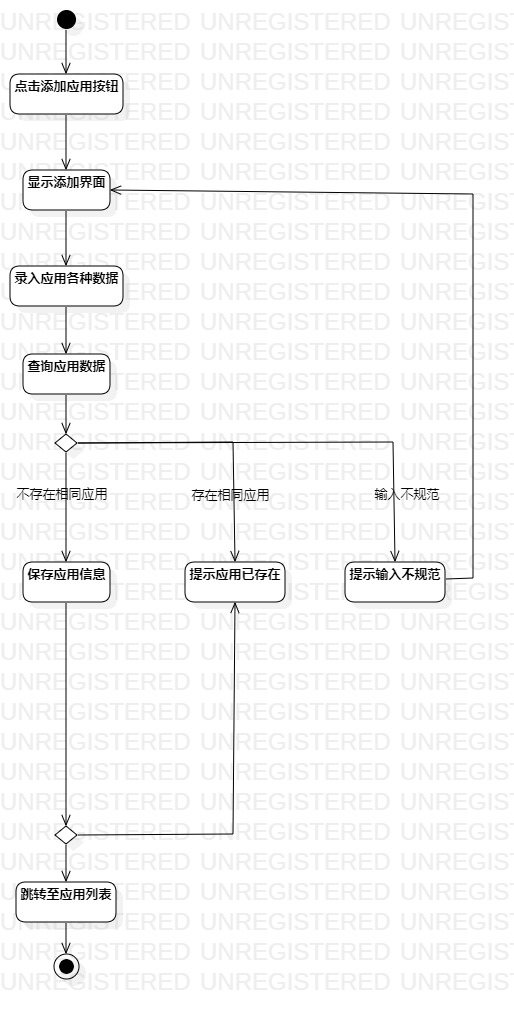 点击添加应用按钮
显示添加界面
录入应用各种数据
查询应用数据
不存在相同应用
存在相同应用
输入不规范
保存应用信息
提示应用已存在
提示输入不规范
跳转至应用列表
UNREGISTERED UNREGISTERED UNREGIST